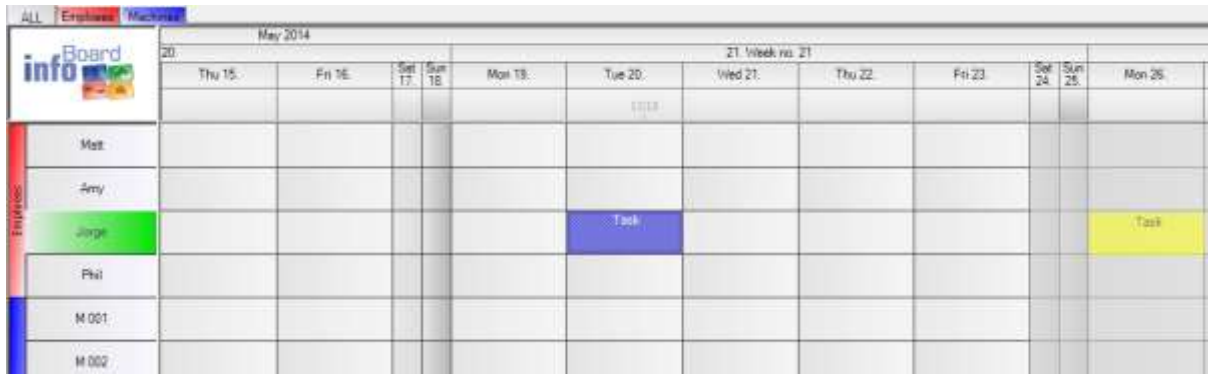 ALL Employees Machines
May 2014
info Board
20. 21. Week no. 21
Thu 15. Fri 16. Sat 17. Sun 18. Mon 19. Tue 20. Wed 21. Thu 22. Fri 23. Sat 24. Sun 25. Mon 26.
Matt
Amy
Employees
Jorge Task Task
Phil
M 001
M 002